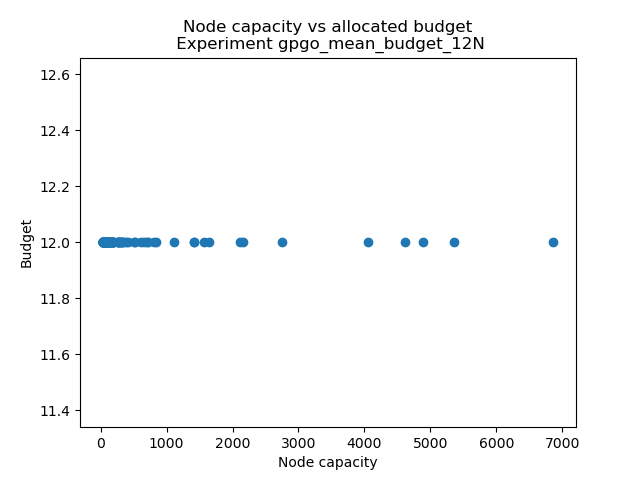 Node capacity vs allocated budget
Experiment gpgo_mean_budget_12N
12.6
12.4
12.2
12.0
11.8
11.6
11.4
Budget
0 1000 2000 3000 4000 5000 6000 7000
Node capacity